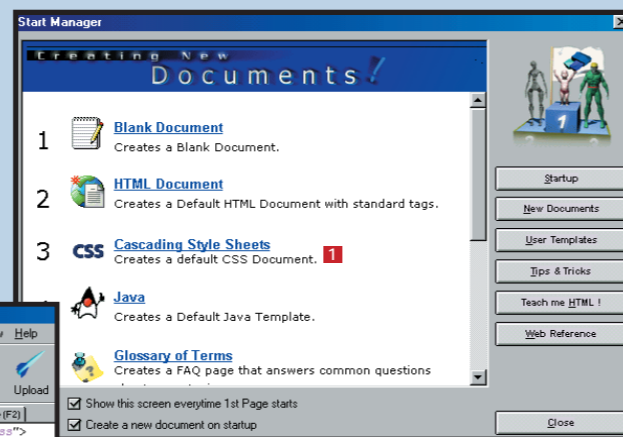 Start Manager
Creating New
Documents!
1
Blank Document
Creates a Blank Document.
2
HTML Document
Creates a Default HTML Document with standard tags.
3
CSS
Cascading Style Sheets
Creates a default CSS Document.
1
Java
Creates a Default Java Template.
Glossary of Terms
Creates a FAQ page that answers common questions
Show this screen everytime 1st Page starts
Create a new document on startup
1
2
Startup
New Documents
User Templates
Tips & Tricks
Teach me HTML !
Web Reference
Close
Help
Upload
(F2)
ss">